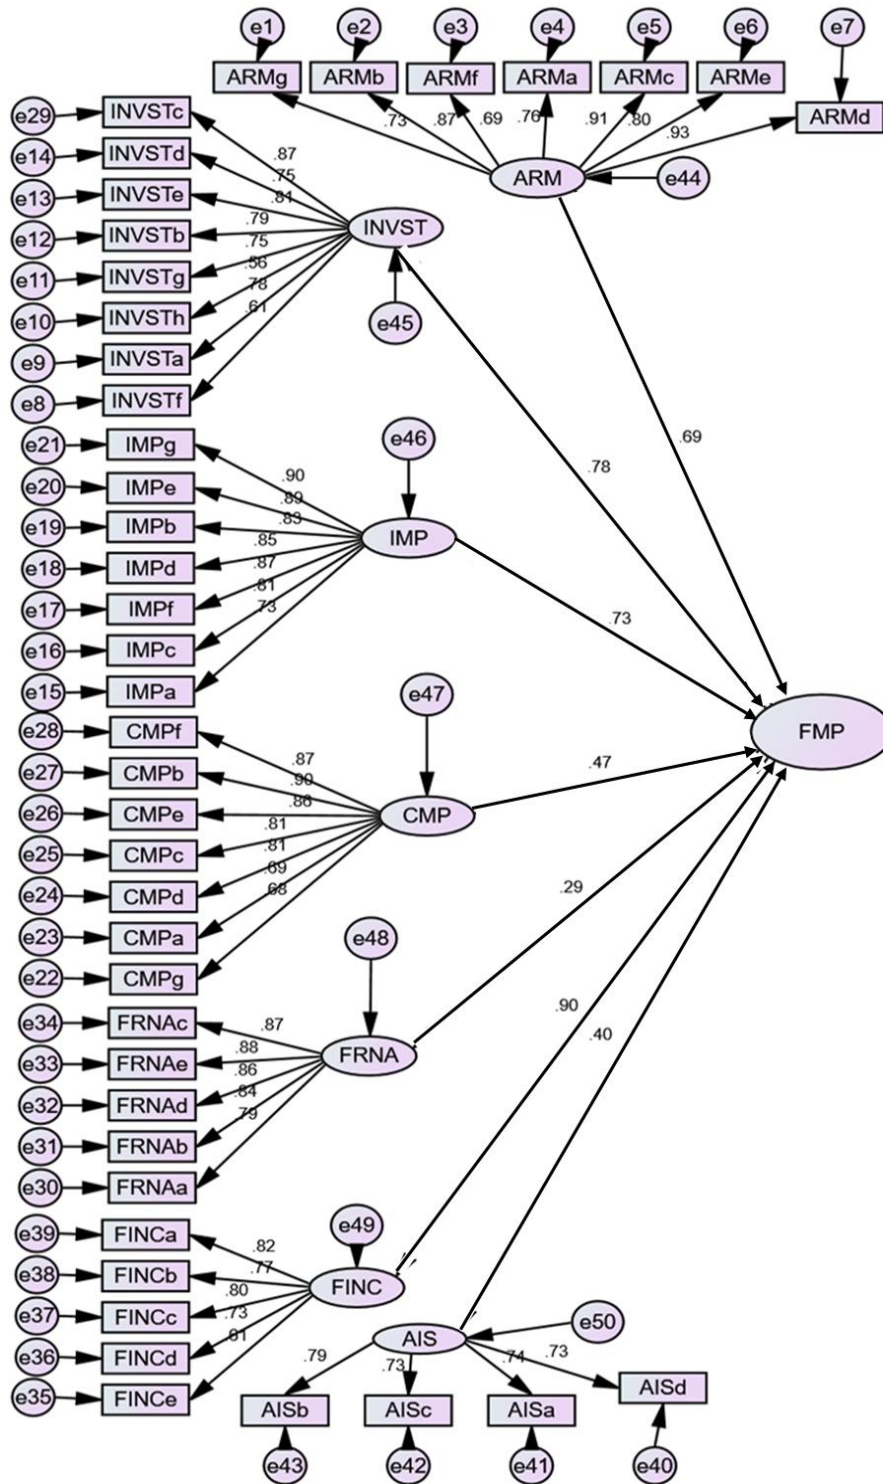 e1 e2 e3 e4 e5 e6 e7
ARMg ARMb ARMf ARMa ARMc ARMe
ARMd
.73 .87 .69 .76 .91 .80 .93
ARM e44
e29 INVSTc
e14 INVSTd
e13 INVSTe
e12 INVSTb
e11 INVSTg
e10 INVSTh
e9 INVSTa
e8 INVSTf
.87
.75
.81
.79
.75
.56
.78
.61
INVST
e45
.69
.78
e21 IMPg
e20 IMPe
e19 IMPb
e18 IMPd
e17 IMPf
e16 IMPc
e15 IMPa
.90
.89
.83
.85
.87
.81
.73
e46
IMP
.73
FMP
e28 CMPf
e27 CMPb
e26 CMPe
e25 CMPc
e24 CMPd
e23 CMPa
e22 CMPg
.87
.90
.86
.81
.81
.69
.68
e47
CMP
.47
.29
e34 FRNAc
e33 FRNAe
e32 FRNAd
e31 FRNAb
e30 FRNAa
.87
.88
.86
.84
.79
e48
FRNA
.90
.40
e39 FINCa
e38 FINCb
e37 FINCc
e36 FINCd
e35 FINCe
.82
.77
.80
.73
.81
e49
FINC
AIS e50
.79 .73 .74 .73
AISd
AISb AISc AISa
e43 e42 e41 e40